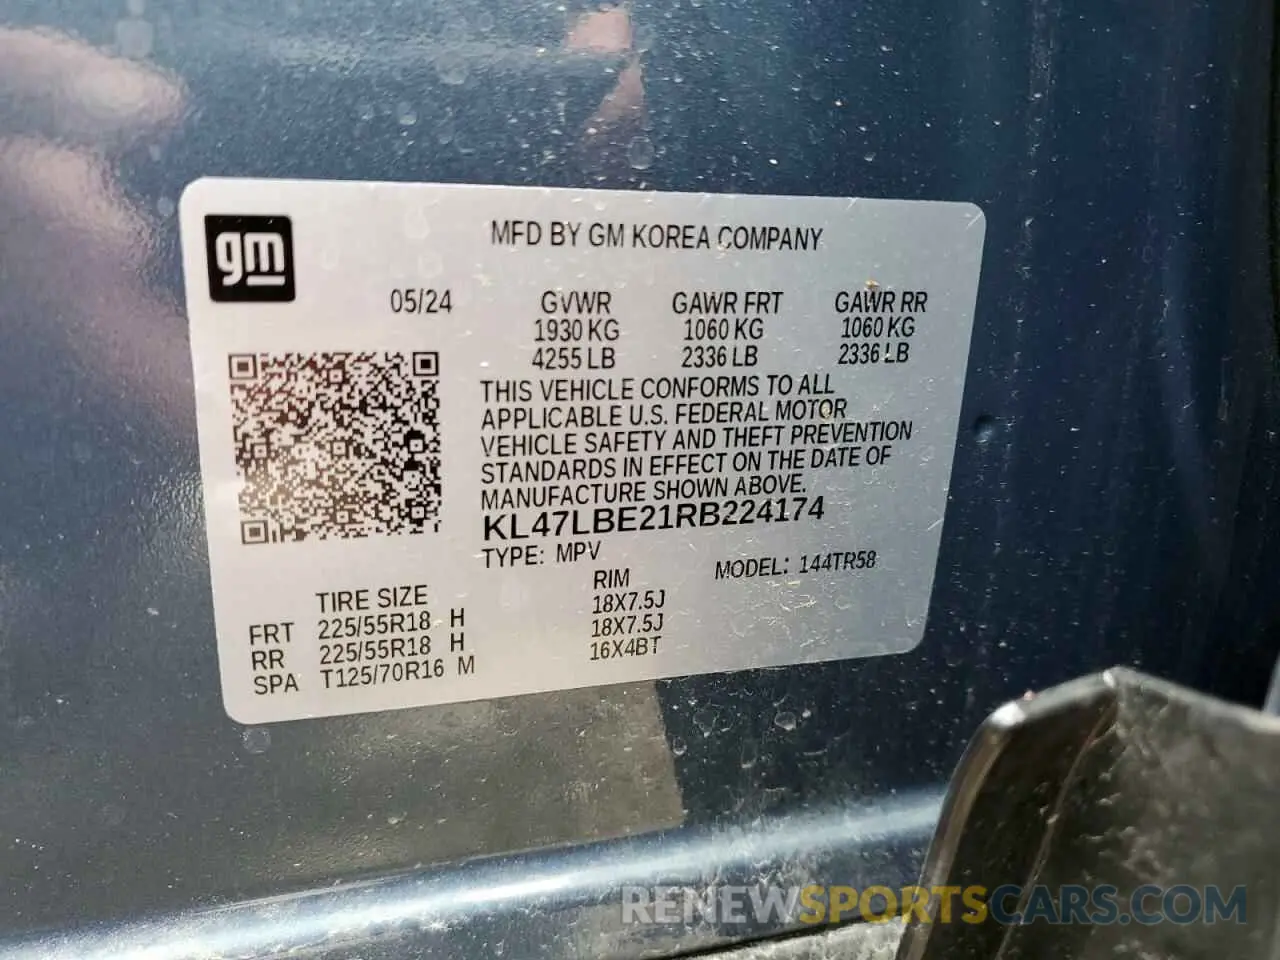 gm
MFD BY GM KOREA COMPANY
05/24 GVWR GAWR FRT GAWR RR
1930 KG 1060 KG 1060 KG
4255 LB 2336 LB 2336 LB
THIS VEHICLE CONFORMS TO ALL
APPLICABLE U.S. FEDERAL MOTOR
VEHICLE SAFETY AND THEFT PREVENTION
STANDARDS IN EFFECT ON THE DATE OF
MANUFACTURE SHOWN ABOVE.
KL47LBE21RB224174
TYPE: MPV MODEL: 144TR58
TIRE SIZE RIM
FRT 225/55R18 H 18X7.5J
RR 225/55R18 H 18X7.5J
SPA T125/70R16 M 16X4BT
RENEWSPORTSCARS.COM